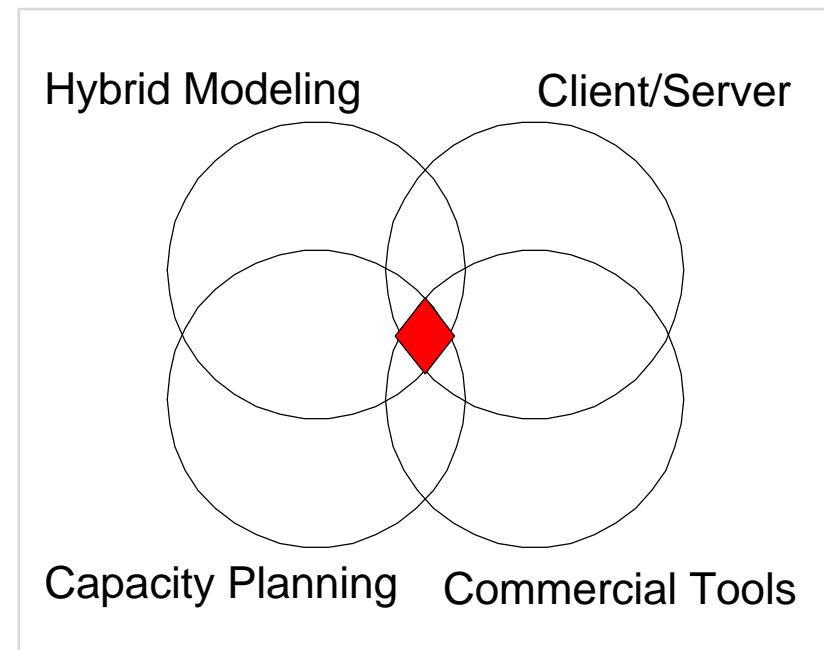 Hybrid Modeling
Client/Server
Capacity Planning
Commercial Tools